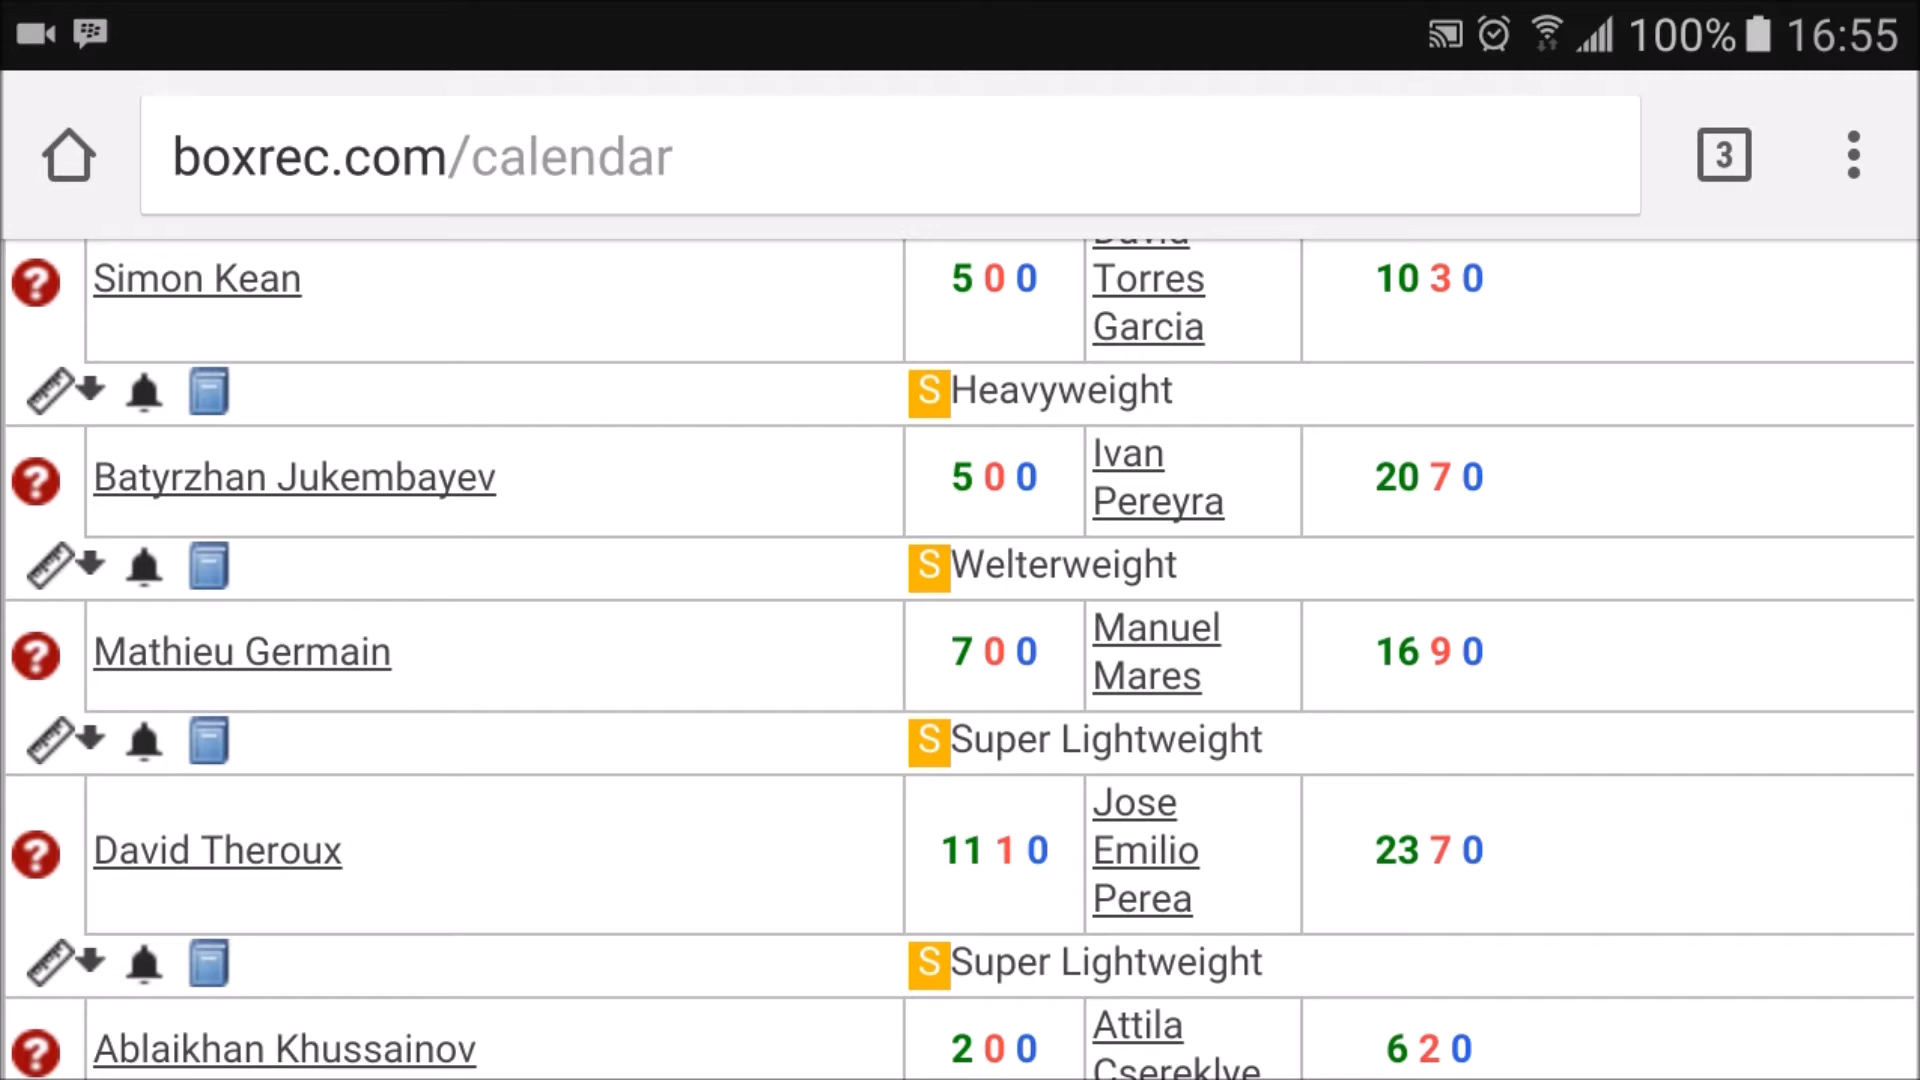 100% 16:55
boxrec.com/calendar
3
David
Simon Kean 5 0 0 Torres 10 3 0
Garcia
S Heavyweight
Batyrzhan Jukembayev 5 0 0 Ivan 20 7 0
Pereyra
S Welterweight
Mathieu Germain 7 0 0 Manuel 16 9 0
Mares
S Super Lightweight
Jose
David Theroux 11 1 0 Emilio 23 7 0
Perea
S Super Lightweight
Attila
Ablaikhan Khussainov 2 0 0 6 2 0
Csereklye